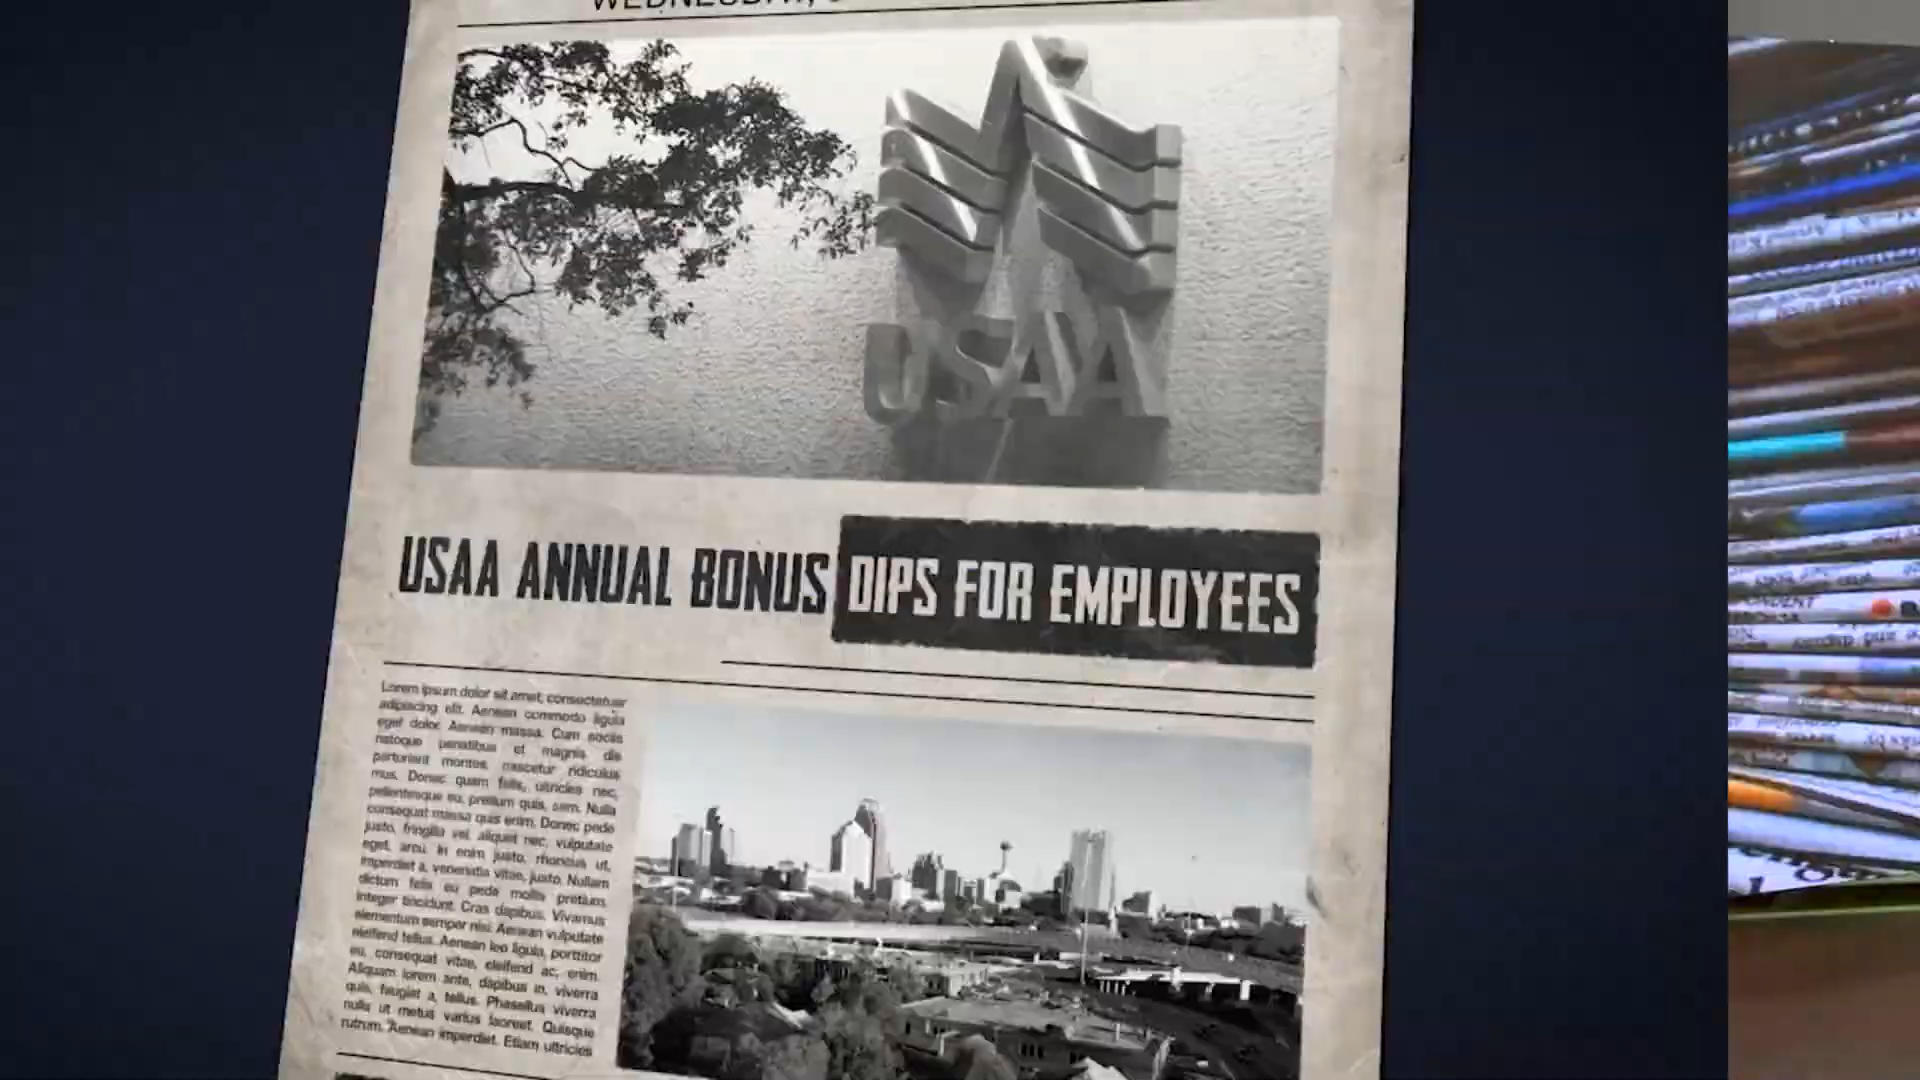 USAA
USAA ANNUAL BONUS DIPS FOR EMPLOYEES
Lorem ipsum dolor sit amet, consectetuer
adipiscing elit. Aenean commodo ligula
eget dolor. Aenean massa. Cum sociis
natoque penatibus et magnis dis
parturient montes, nascetur ridiculus
mus. Donec quam felis, ultricies nec,
pellentesque eu, pretium quis, sem. Nulla
consequat massa quis enim. Donec pede
justo, fringilla vel, aliquet nec, vulputate
eget, arcu. In enim justo, rhoncus ut,
imperdiet a, venenatis vitae, justo. Nullam
dictum felis eu pede mollis pretium.
Integer tincidunt. Cras dapibus. Vivamus
elementum semper nisi. Aenean vulputate
eleifend tellus. Aenean leo ligula, porttitor
eu, consequat vitae, eleifend ac, enim.
Aliquam lorem ante, dapibus in, viverra
quis, feugiat a, tellus. Phasellus viverra
nulla ut metus varius laoreet. Quisque
rutrum. Aenean imperdiet. Etiam ultricies